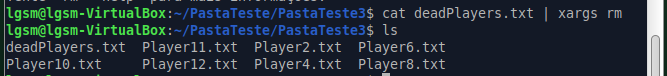 lgsm@lgsm-VirtualBox:~/PastaTeste/PastaTeste3$ cat deadPlayers.txt | xargs rm
lgsm@lgsm-VirtualBox:~/PastaTeste/PastaTeste3$ ls
deadPlayers.txt  Player11.txt  Player2.txt  Player6.txt
Player10.txt     Player12.txt  Player4.txt  Player8.txt